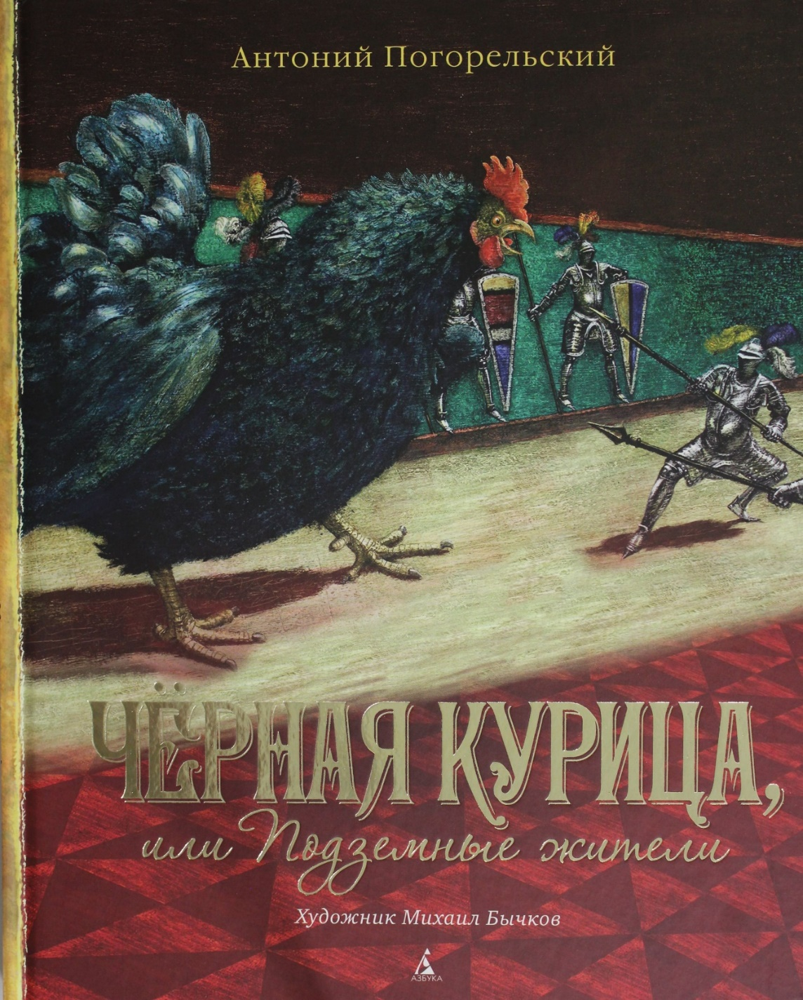 Антоний Погорельский
ЧЁРНАЯ КУРИЦА,
или Подземные жители
Художник Михаил Бычков
АЗБУКА